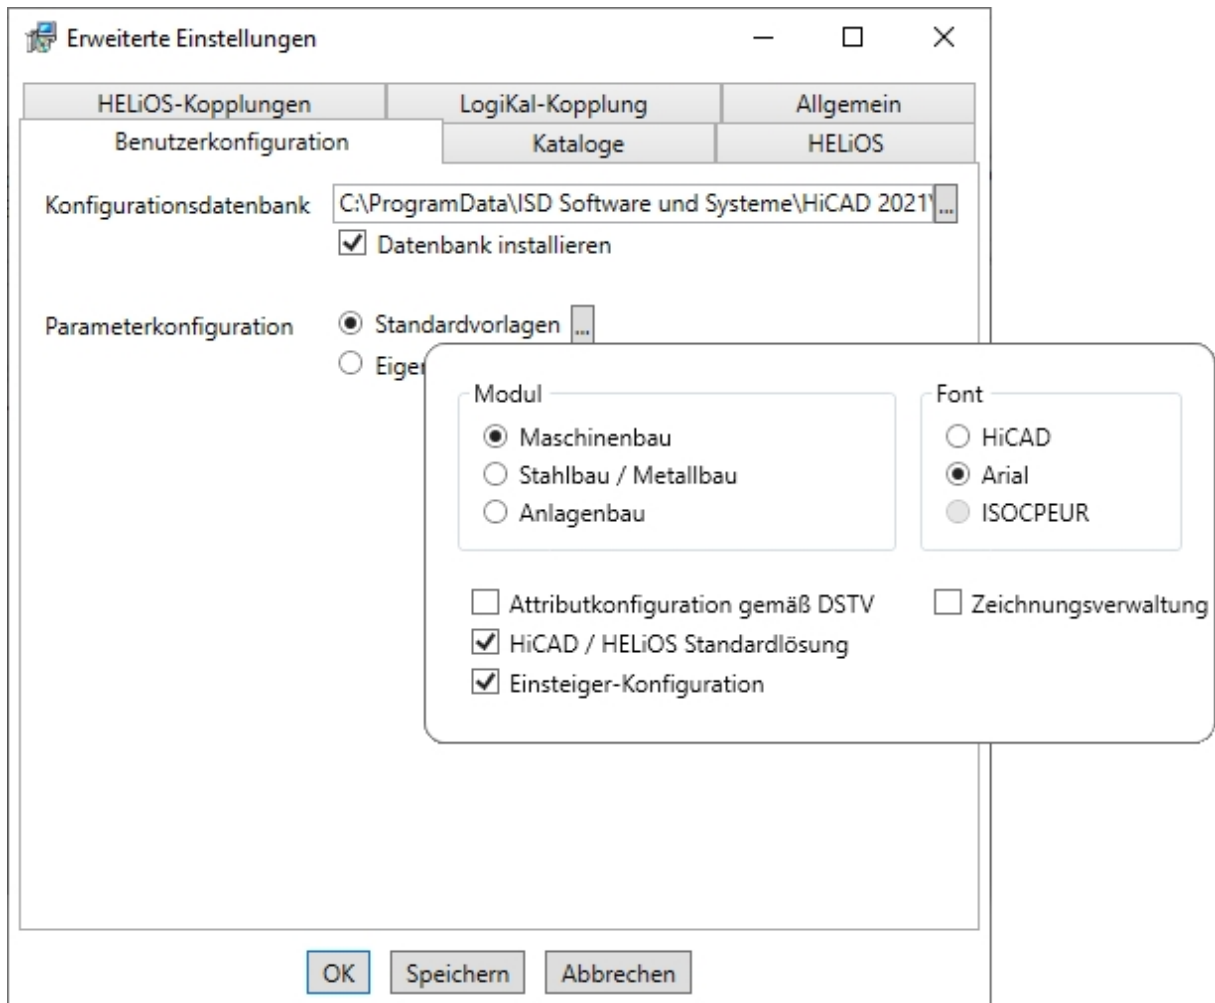 Erweiterte Einstellungen
HELiOS-Kopplungen LogiKal-Kopplung Allgemein
Benutzerkonfiguration Kataloge HELiOS
Konfigurationsdatenbank C:\ProgramData\ISD Software und Systeme\HiCAD 2021\ ...
Datenbank installieren
Parameterkonfiguration Standardvorlagen ...
Modul
Maschinenbau
Stahlbau / Metallbau
Anlagenbau
Font
HiCAD
Arial
ISOCPEUR
Attributkonfiguration gemäß DSTV Zeichnungsverwaltung
HiCAD / HELiOS Standardlösung
Einsteiger-Konfiguration
OK Speichern Abbrechen